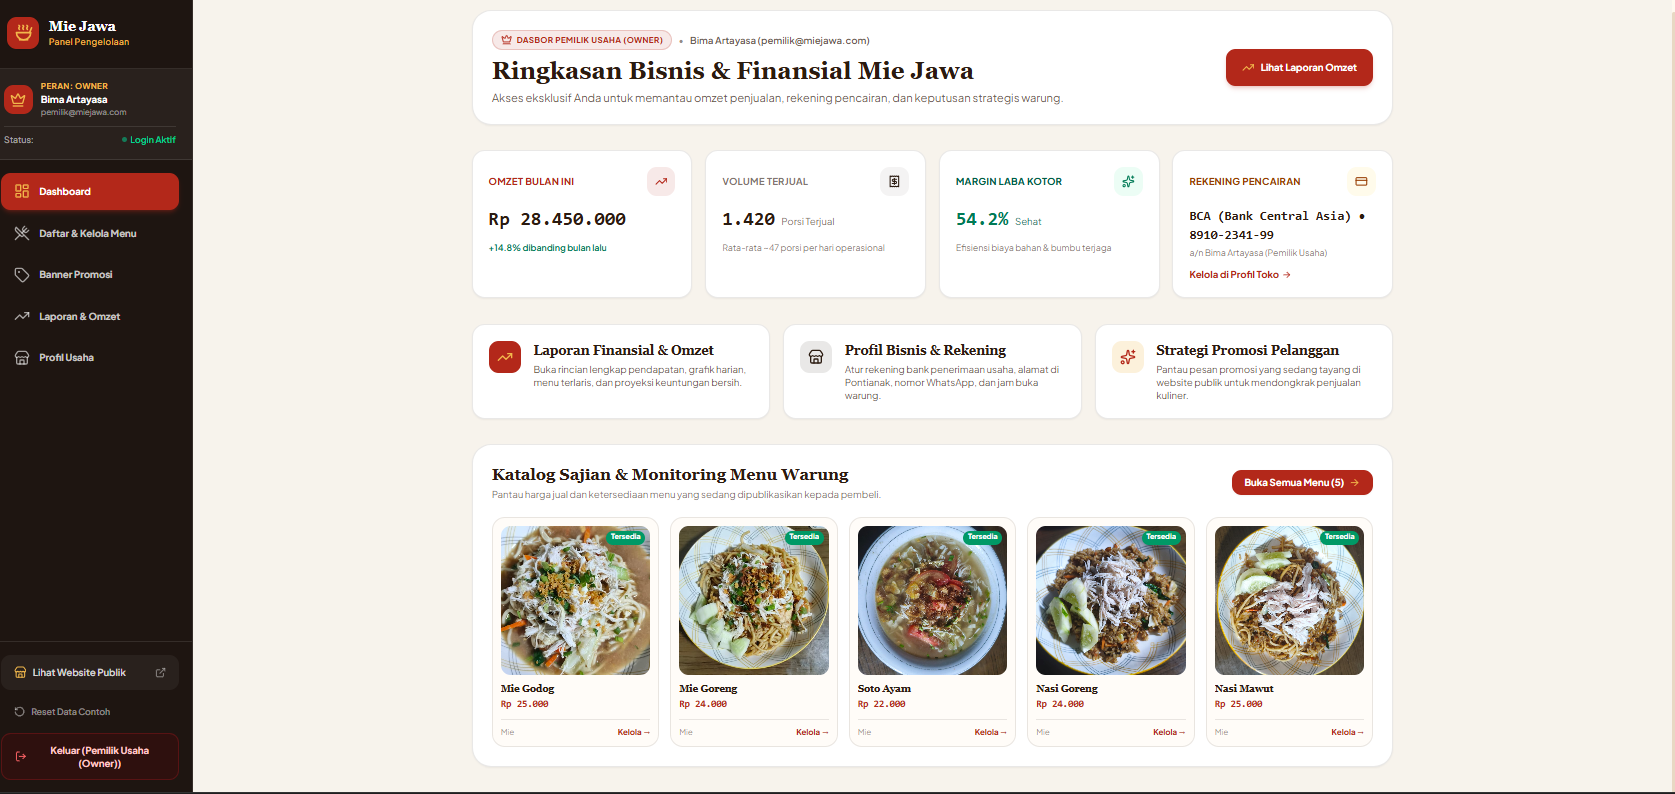 Mie Jawa
Panel Pengelolaan
PERAN: OWNER
Bima Artayasa
pemilik@miejawa.com
Status:
Login Aktif
Dashboard
Daftar & Kelola Menu
Banner Promosi
Laporan & Omzet
Profil Usaha
Lihat Website Publik
Reset Data Contoh
Keluar (Pemilik Usaha
(Owner))
DASBOR PEMILIK USAHA (OWNER) • Bima Artayasa (pemilik@miejawa.com)
Ringkasan Bisnis & Finansial Mie Jawa
Akses eksklusif Anda untuk memantau omzet penjualan, rekening pencairan, dan keputusan strategis warung.
Lihat Laporan Omzet
OMZET BULAN INI
Rp 28.450.000
+14.8% dibanding bulan lalu
VOLUME TERJUAL
1.420 Porsi Terjual
Rata-rata ~47 porsi per hari operasional
MARGIN LABA KOTOR
54.2% Sehat
Efisiensi biaya bahan & bumbu terjaga
REKENING PENCAIRAN
BCA (Bank Central Asia) •
8910-2341-99
a/n Bima Artayasa (Pemilik Usaha)
Kelola di Profil Toko →
Laporan Finansial & Omzet
Buka rincian lengkap pendapatan, grafik harian,
menu terlaris, dan proyeksi keuntungan bersih.
Profil Bisnis & Rekening
Atur rekening bank penerimaan usaha, alamat di
Pontianak, nomor WhatsApp, dan jam buka
warung.
Strategi Promosi Pelanggan
Pantau pesan promosi yang sedang tayang di
website publik untuk mendongkrak penjualan
kuliner.
Katalog Sajian & Monitoring Menu Warung
Pantau harga jual dan ketersediaan menu yang sedang dipublikasikan kepada pembeli.
Buka Semua Menu (5) →
Tersedia
Mie Godog
Rp 25.000
Mie
Kelola →
Tersedia
Mie Goreng
Rp 24.000
Mie
Kelola →
Tersedia
Soto Ayam
Rp 22.000
Mie
Kelola →
Tersedia
Nasi Goreng
Rp 24.000
Mie
Kelola →
Tersedia
Nasi Mawut
Rp 25.000
Mie
Kelola →